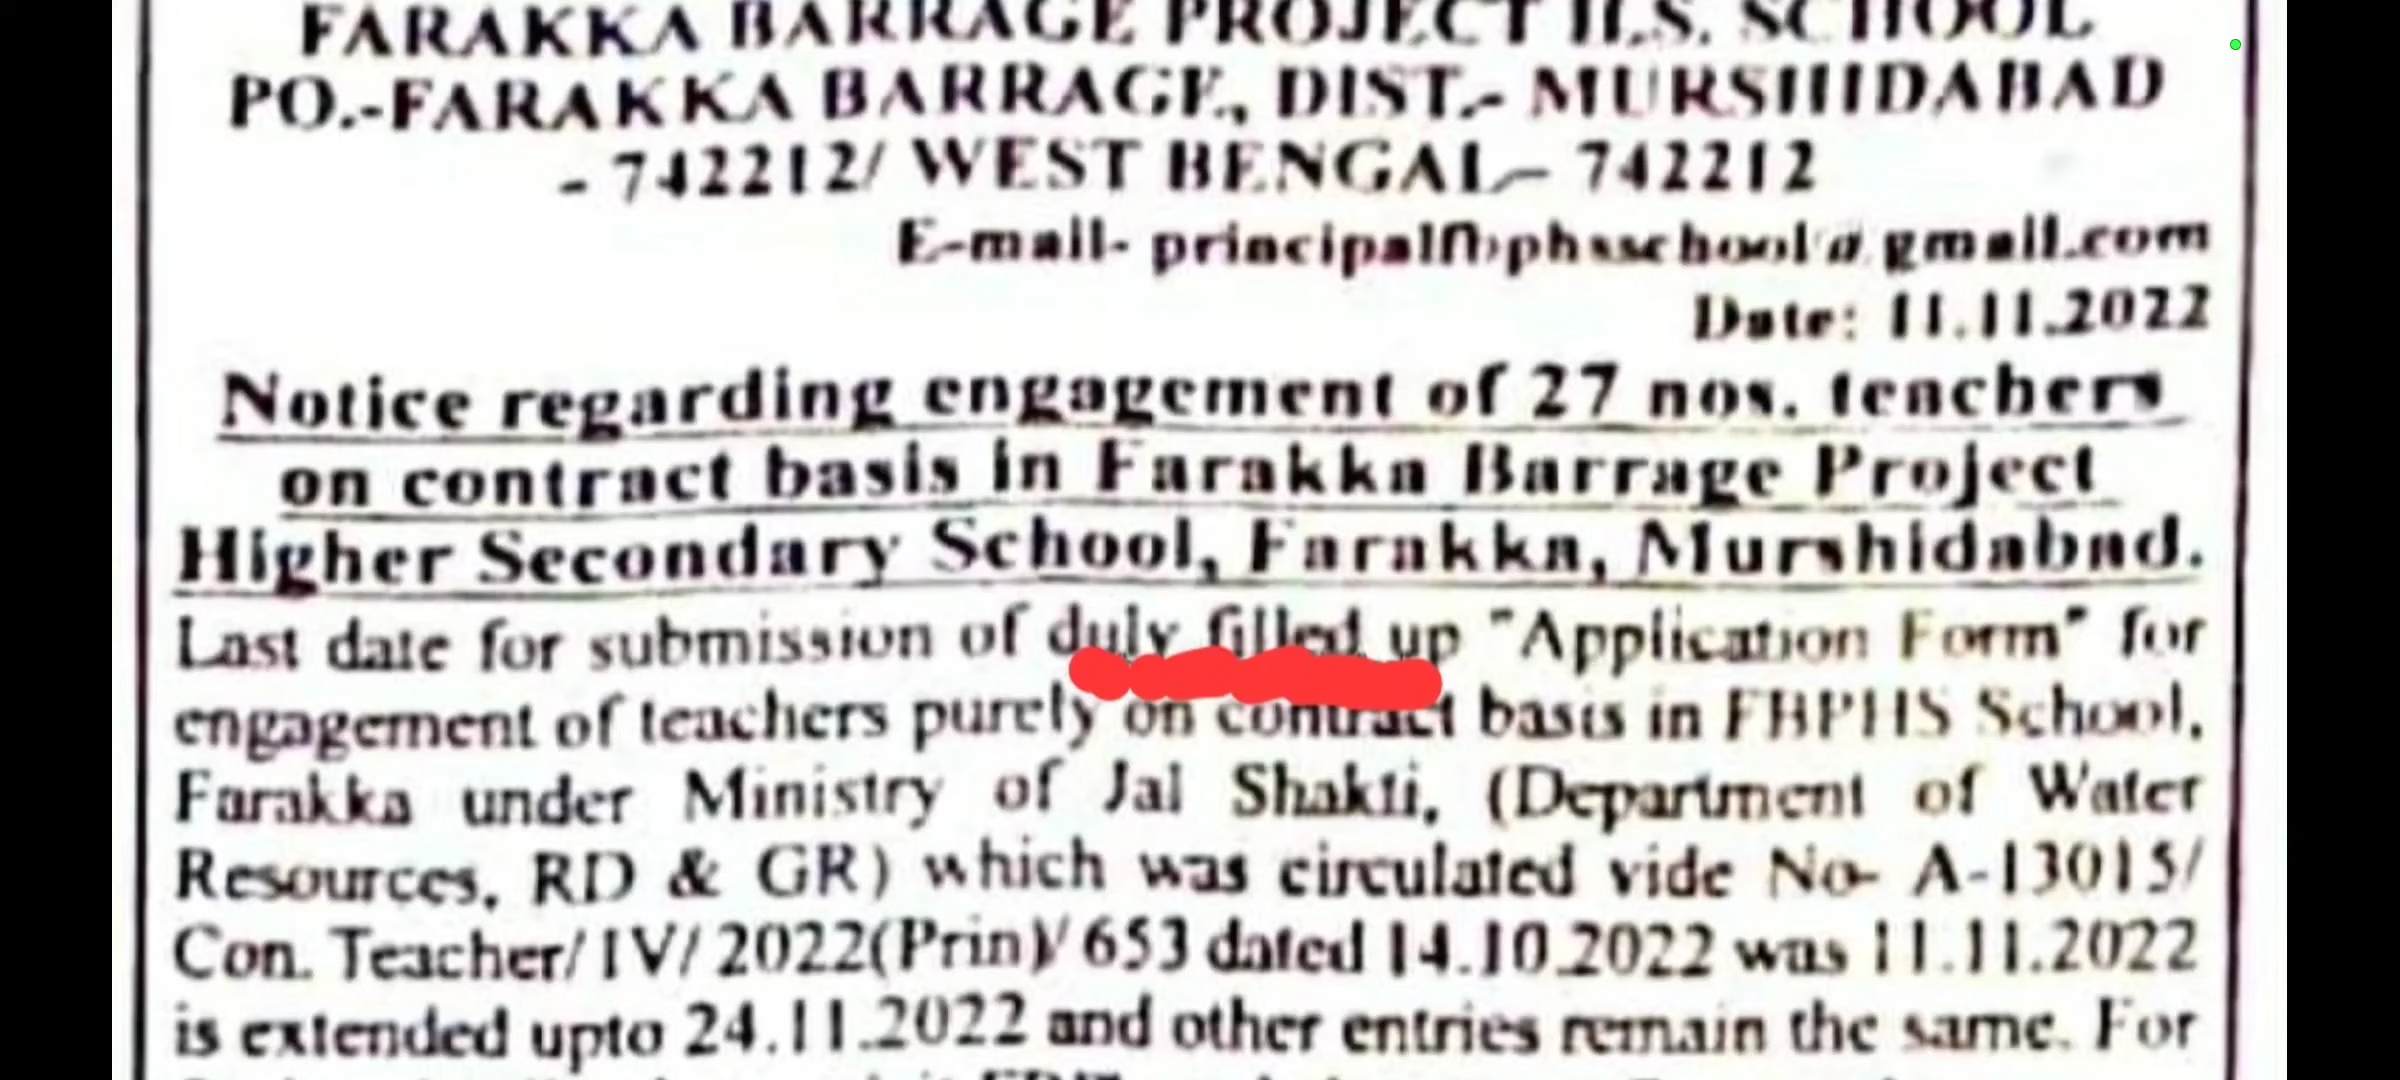 FARAKKA BARRAGE PROJECT H.S. SCHOOL
PO.-FARAKKA BARRAGE, DIST.- MURSHIDABAD
- 742212/ WEST BENGAL- 742212
E-mail- principalfbphsschool@gmail.com
Date: 11.11.2022
Notice regarding engagement of 27 nos. teachers
on contract basis in Farakka Barrage Project
Higher Secondary School, Farakka, Murshidabad.
Last date for submission of duly filled up "Application Form" for
engagement of teachers purely on contract basis in FBPHS School,
Farakka under Ministry of Jal Shakti, (Department of Water
Resources, RD & GR) which was circulated vide No- A-13015/
Con. Teacher/ IV/ 2022(Prin)/ 653 dated 14.10.2022 was 11.11.2022
is extended upto 24.11.2022 and other entries remain the same. For